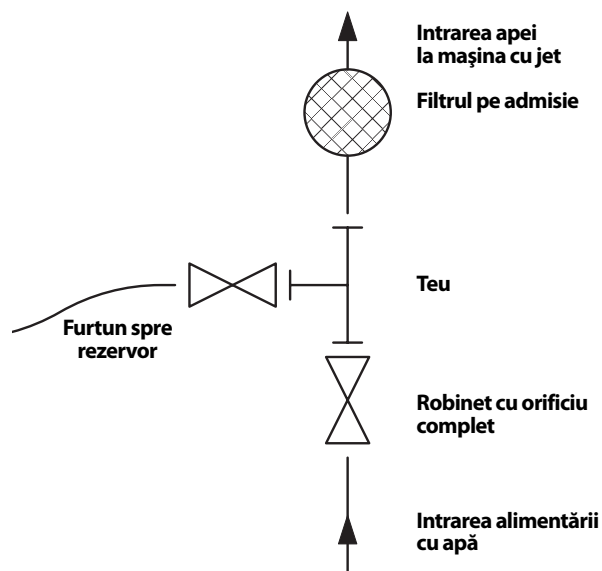 Intrarea apei
la mașina cu jet
Filtrul pe admisie
Teu
Furtun spre
rezervor
Robinet cu orificiu
complet
Intrarea alimentării
cu apă